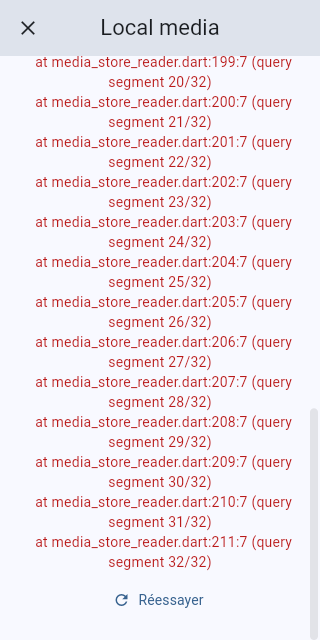 Local media
at media_store_reader.dart:199:7 (query
segment 20/32)
at media_store_reader.dart:200:7 (query
segment 21/32)
at media_store_reader.dart:201:7 (query
segment 22/32)
at media_store_reader.dart:202:7 (query
segment 23/32)
at media_store_reader.dart:203:7 (query
segment 24/32)
at media_store_reader.dart:204:7 (query
segment 25/32)
at media_store_reader.dart:205:7 (query
segment 26/32)
at media_store_reader.dart:206:7 (query
segment 27/32)
at media_store_reader.dart:207:7 (query
segment 28/32)
at media_store_reader.dart:208:7 (query
segment 29/32)
at media_store_reader.dart:209:7 (query
segment 30/32)
at media_store_reader.dart:210:7 (query
segment 31/32)
at media_store_reader.dart:211:7 (query
segment 32/32)
Réessayer